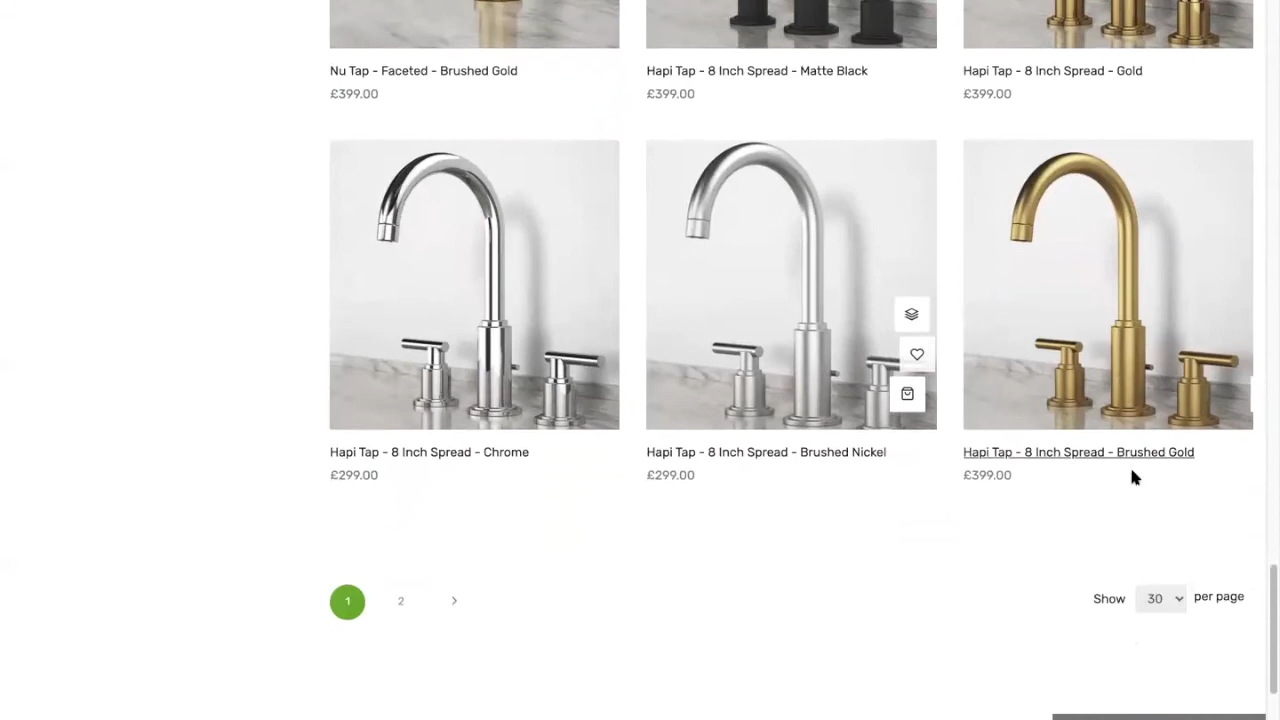 Nu Tap - Faceted - Brushed Gold
£399.00
Hapi Tap - 8 Inch Spread - Matte Black
£399.00
Hapi Tap - 8 Inch Spread - Gold
£399.00
Hapi Tap - 8 Inch Spread - Chrome
£299.00
Hapi Tap - 8 Inch Spread - Brushed Nickel
£299.00
Hapi Tap - 8 Inch Spread - Brushed Gold
£399.00
1 2
Show 30 per page